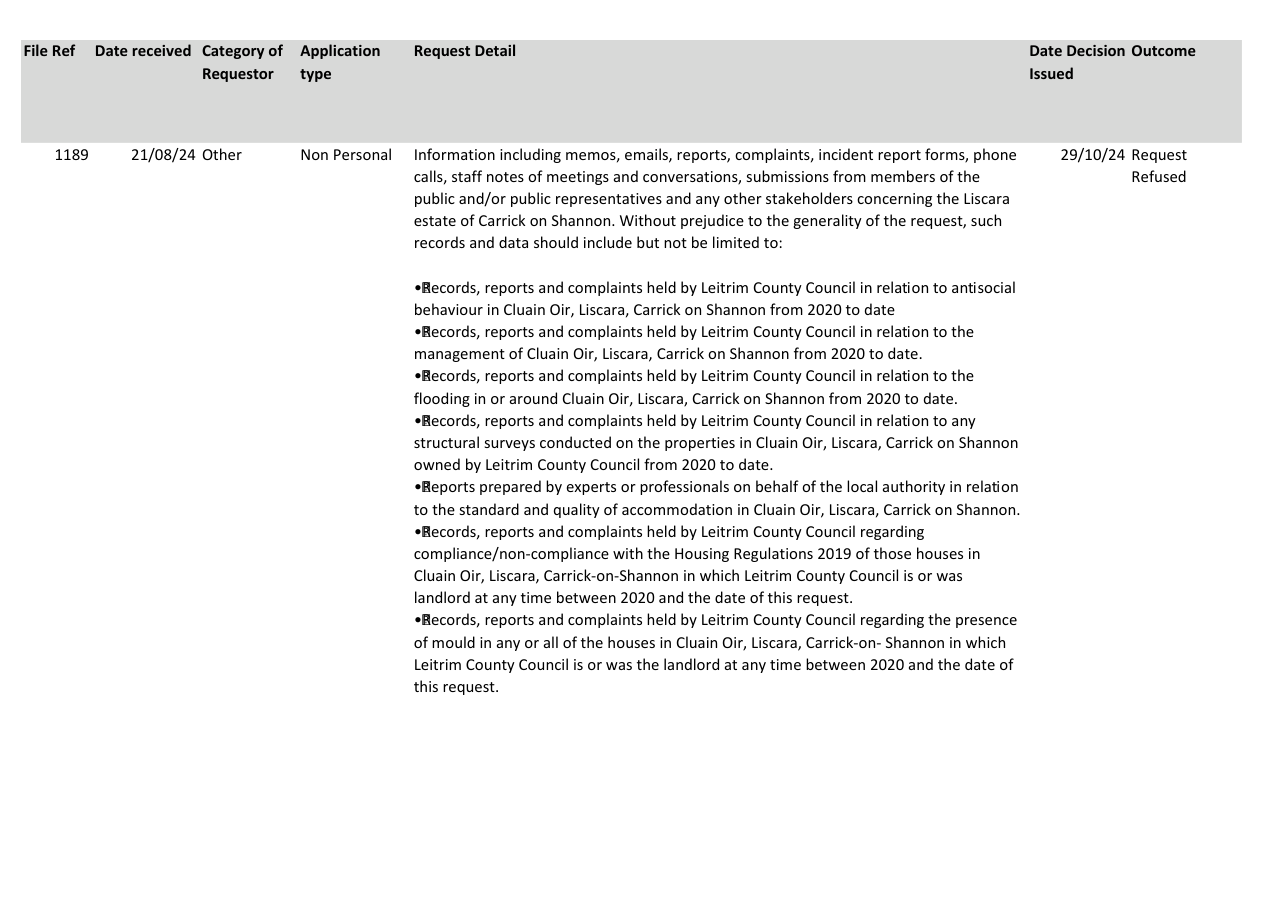 File Ref Date received Category of Requestor Application type Request Detail Date Decision Issued Outcome
1189 21/08/24 Other Non Personal Information including memos, emails, reports, complaints, incident report forms, phone 29/10/24 Request Refused
calls, staff notes of meetings and conversations, submissions from members of the
public and/or public representatives and any other stakeholders concerning the Liscara
estate of Carrick on Shannon. Without prejudice to the generality of the request, such
records and data should include but not be limited to:
•Records, reports and complaints held by Leitrim County Council in relation to antisocial
behaviour in Cluain Oir, Liscara, Carrick on Shannon from 2020 to date
•Records, reports and complaints held by Leitrim County Council in relation to the
management of Cluain Oir, Liscara, Carrick on Shannon from 2020 to date.
•Records, reports and complaints held by Leitrim County Council in relation to the
flooding in or around Cluain Oir, Liscara, Carrick on Shannon from 2020 to date.
•Records, reports and complaints held by Leitrim County Council in relation to any
structural surveys conducted on the properties in Cluain Oir, Liscara, Carrick on Shannon
owned by Leitrim County Council from 2020 to date.
•Reports prepared by experts or professionals on behalf of the local authority in relation
to the standard and quality of accommodation in Cluain Oir, Liscara, Carrick on Shannon.
•Records, reports and complaints held by Leitrim County Council regarding
compliance/non-compliance with the Housing Regulations 2019 of those houses in
Cluain Oir, Liscara, Carrick-on-Shannon in which Leitrim County Council is or was
landlord at any time between 2020 and the date of this request.
•Records, reports and complaints held by Leitrim County Council regarding the presence
of mould in any or all of the houses in Cluain Oir, Liscara, Carrick-on- Shannon in which
Leitrim County Council is or was the landlord at any time between 2020 and the date of
this request.